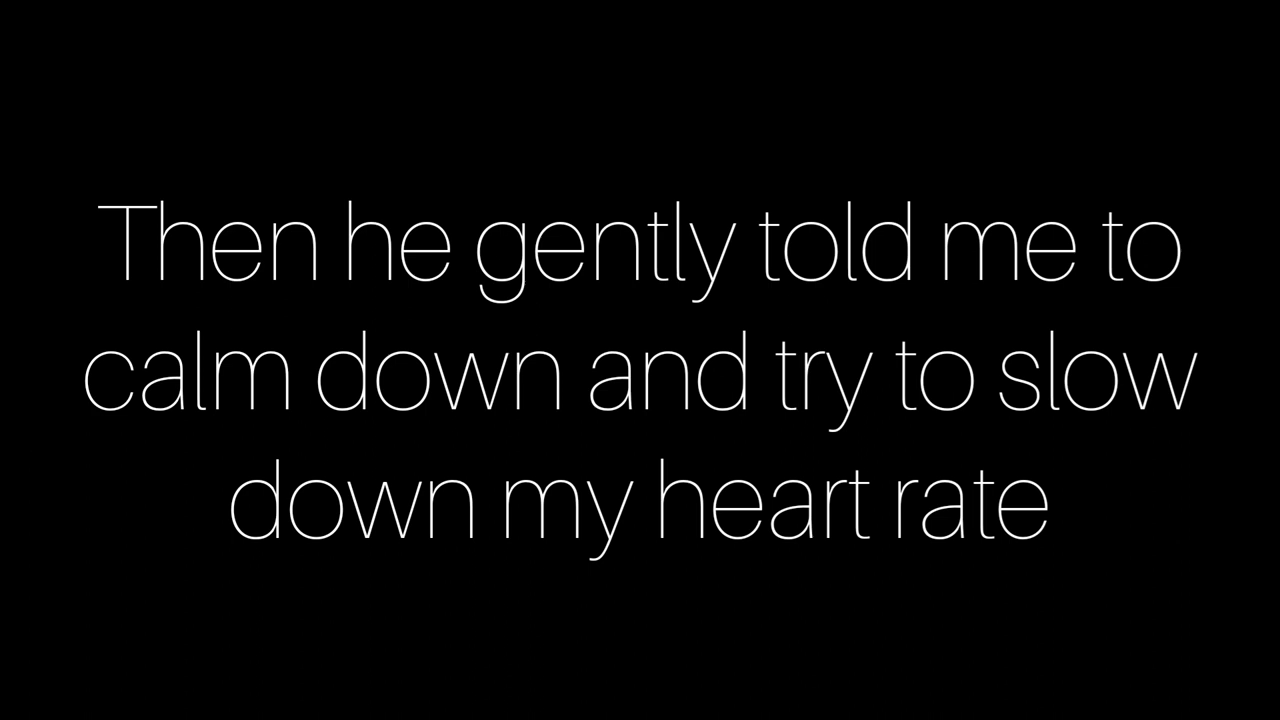 Then he gently told me to
calm down and try to slow
down my heart rate